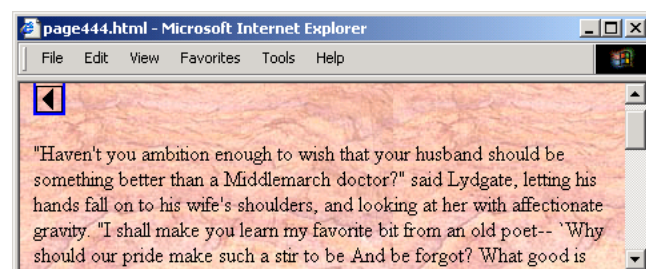 page444.html - Microsoft Internet Explorer
File Edit View Favorites Tools Help
"Haven't you ambition enough to wish that your husband should be
something better than a Middlemarch doctor?" said Lydgate, letting his
hands fall on to his wife's shoulders, and looking at her with affectionate
gravity. "I shall make you learn my favorite bit from an old poet-- `Why
should our pride make such a stir to be And be forgot? What good is